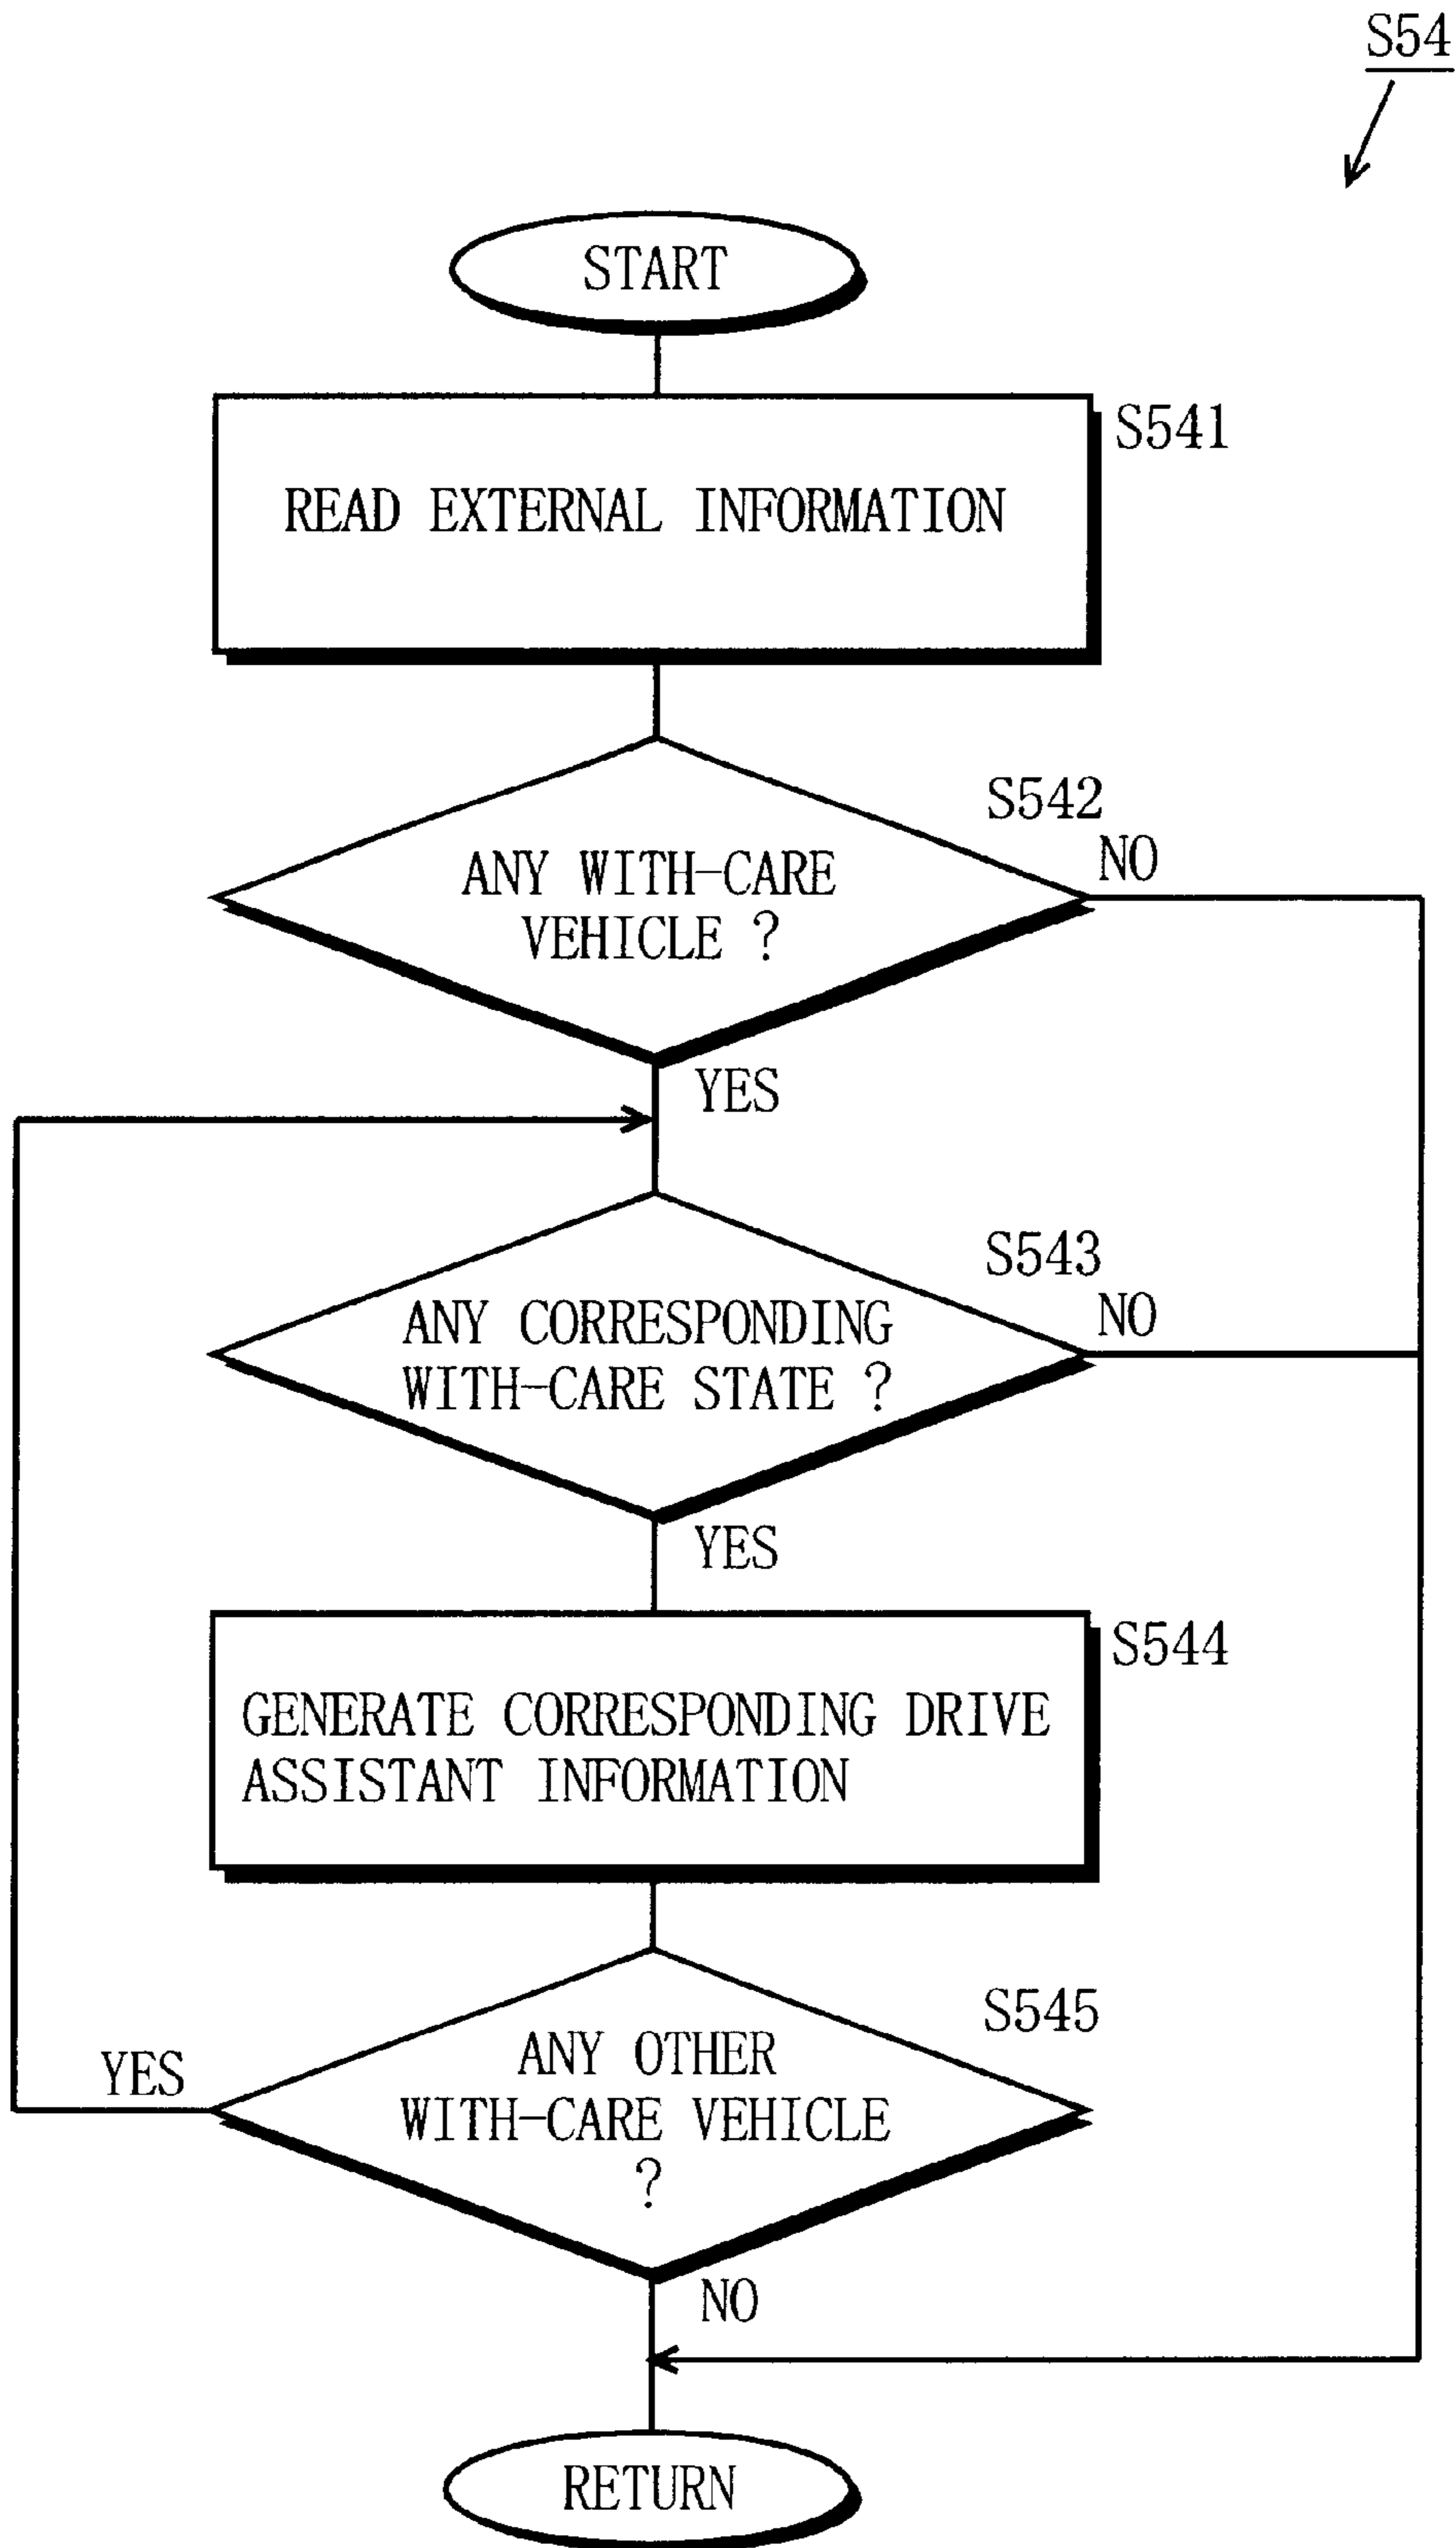 S54
START
S541
READ EXTERNAL INFORMATION
S542
NO
ANY WITH-CARE
VEHICLE ?
YES
S543
NO
ANY CORRESPONDING
WITH-CARE STATE ?
YES
S544
GENERATE CORRESPONDING DRIVE
ASSISTANT INFORMATION
S545
ANY OTHER
YES
WITH-CARE VEHICLE
?
NO
RETURN